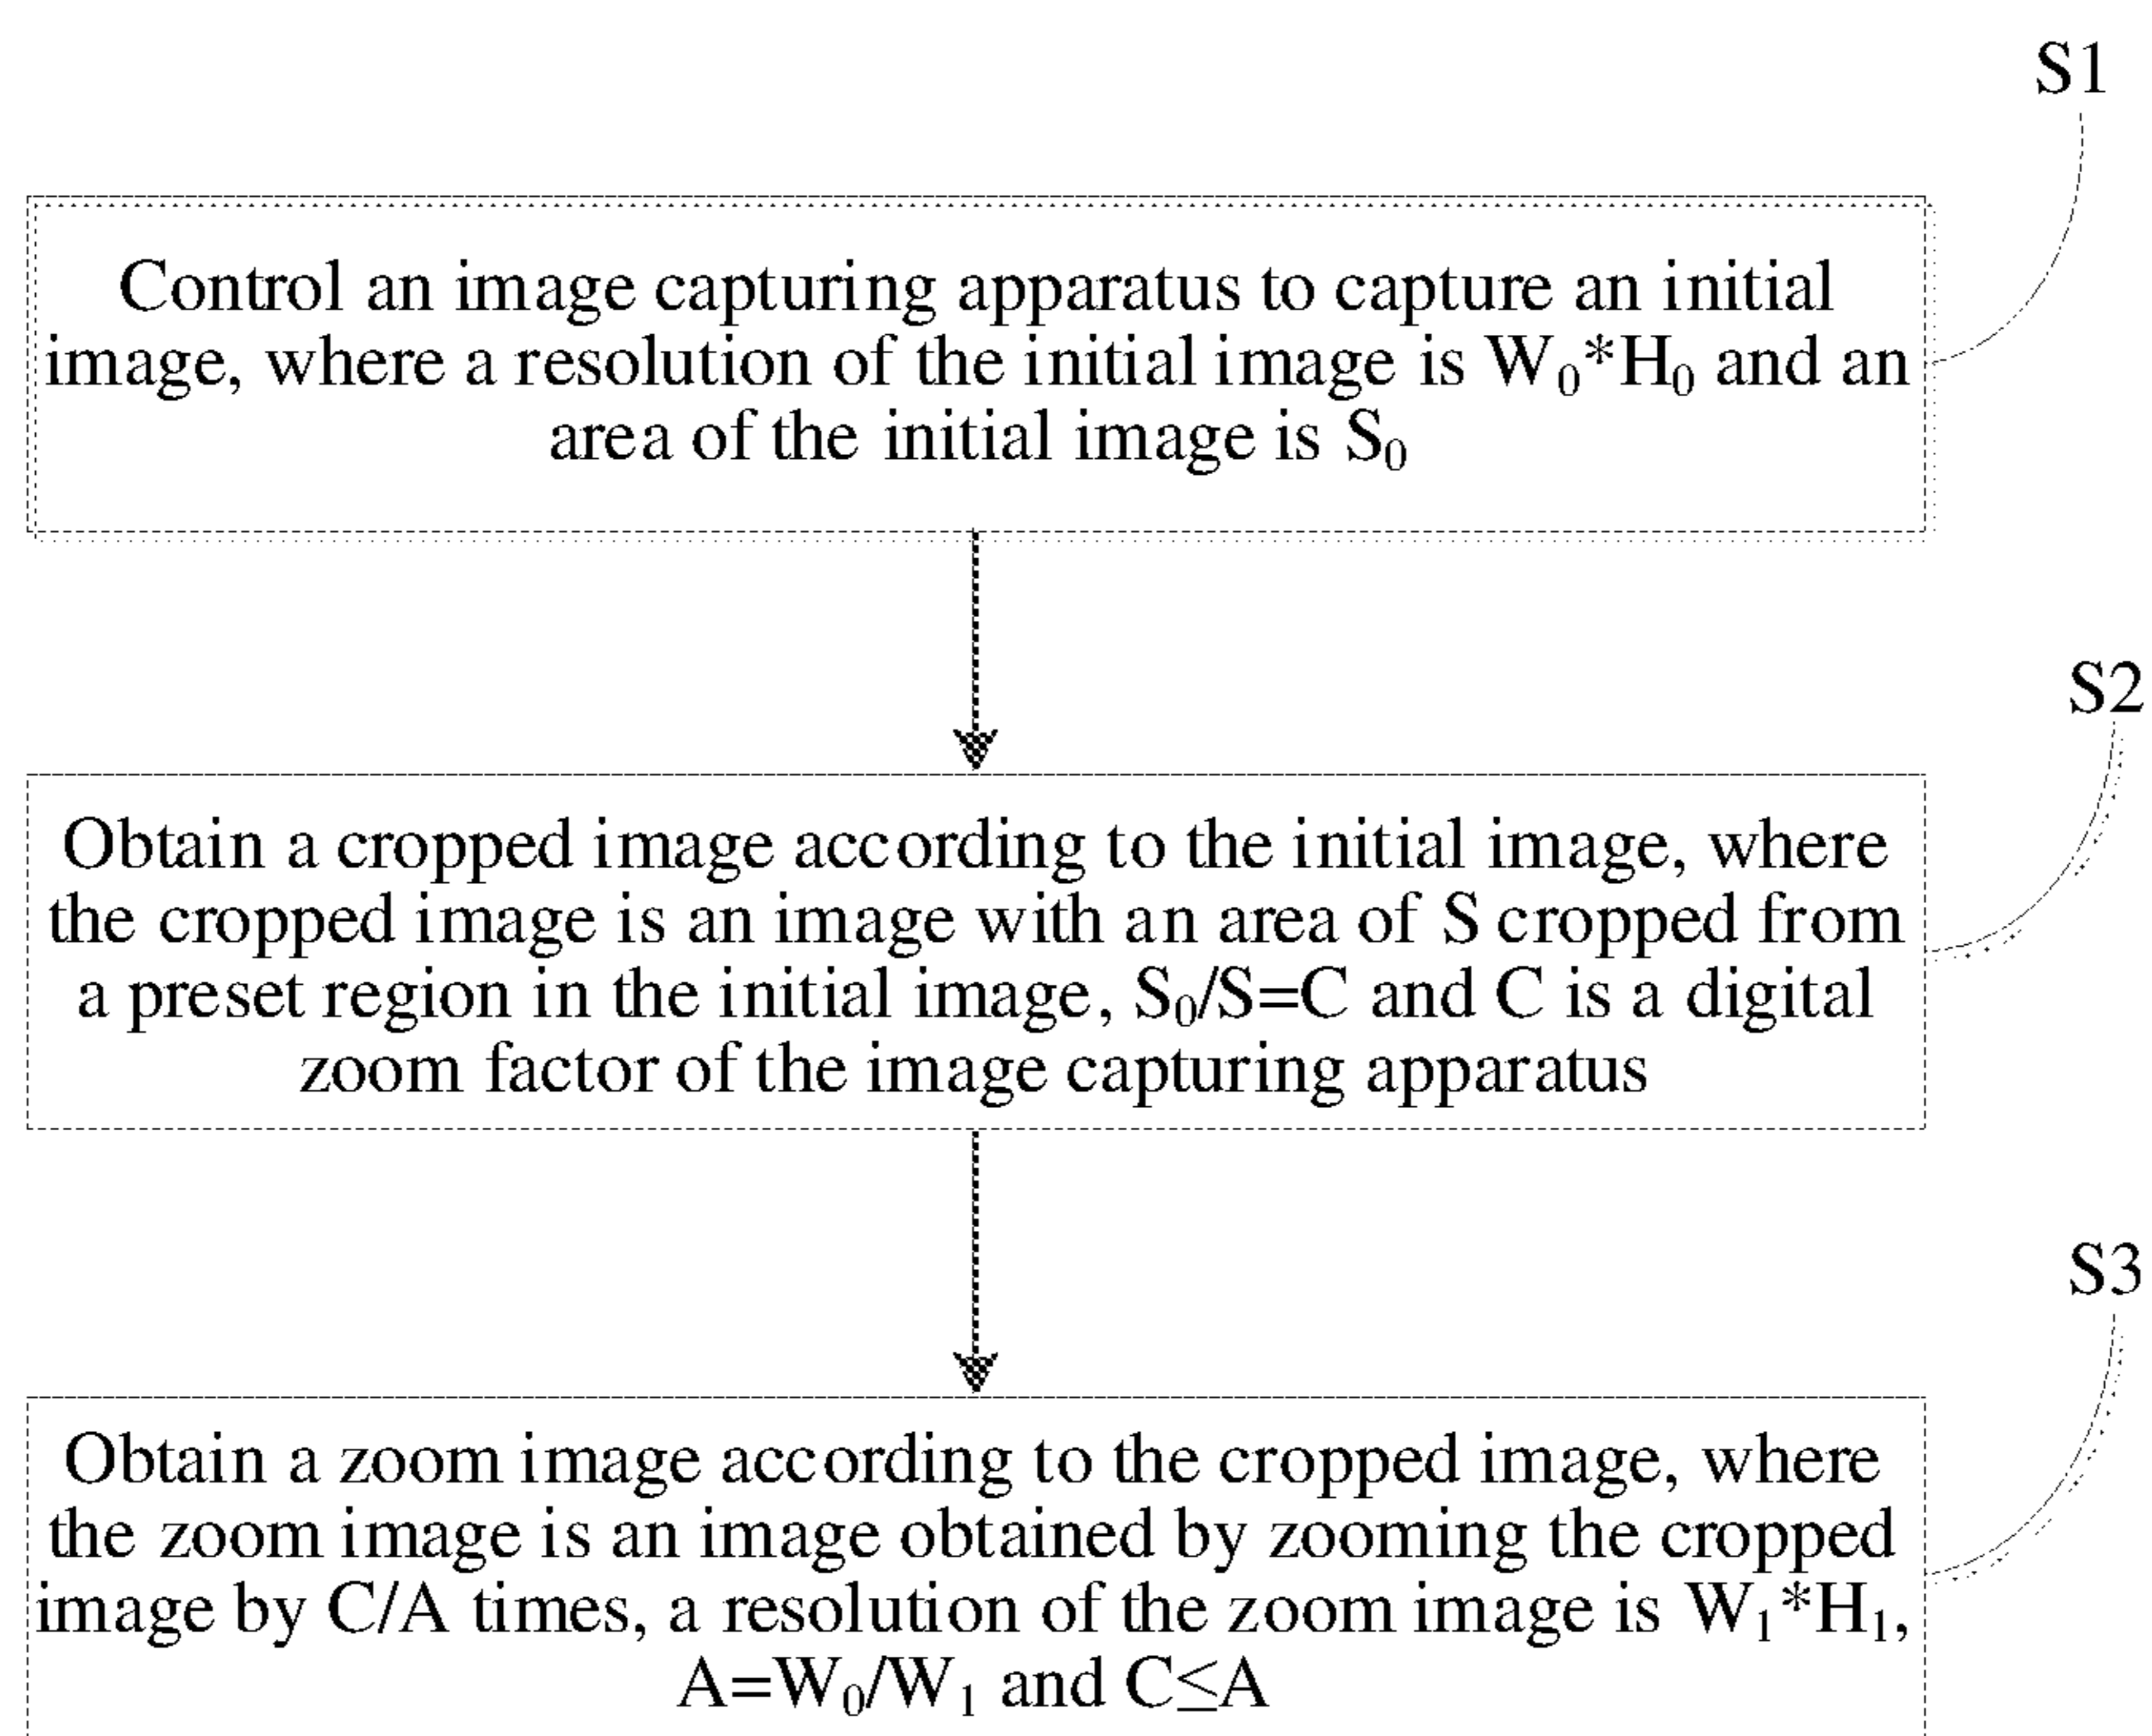 S1
Control an image capturing apparatus to capture an initial
image, where a resolution of the initial image is W₀*H₀ and an
area of the initial image is S₀
S2
Obtain a cropped image according to the initial image, where
the cropped image is an image with an area of S cropped from
a preset region in the initial image, S₀/S=C and C is a digital
zoom factor of the image capturing apparatus
S3
Obtain a zoom image according to the cropped image, where
the zoom image is an image obtained by zooming the cropped
image by C/A times, a resolution of the zoom image is W₁*H₁,
A=W₀/W₁ and C≤A